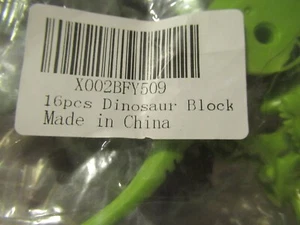 X002BFY509
16pcs Dinosaur Block
Made in China